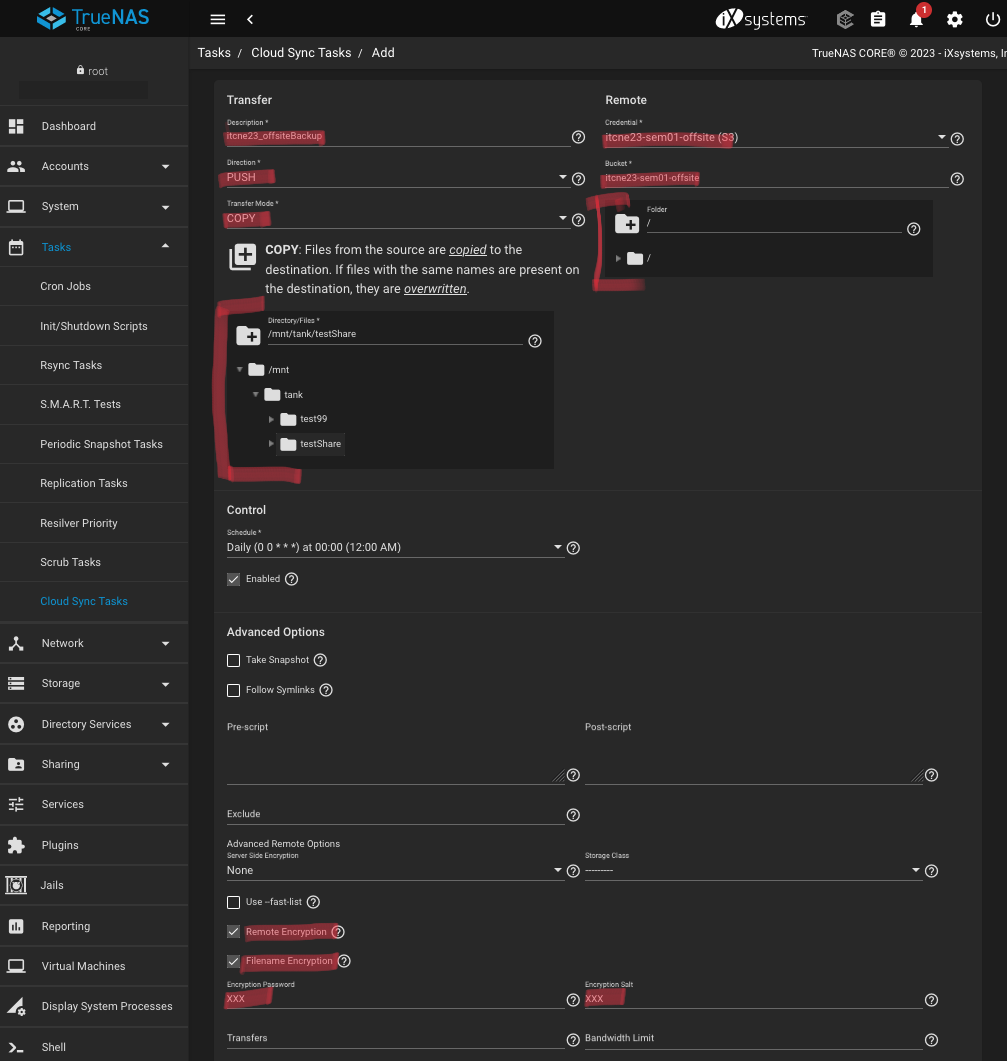 TrueNAS
CORE
iXsystems
1
root
Tasks / Cloud Sync Tasks / Add
TrueNAS CORE® © 2023 - iXsystems,
Dashboard
Accounts
System
Tasks
Cron Jobs
Init/Shutdown Scripts
Rsync Tasks
S.M.A.R.T. Tests
Periodic Snapshot Tasks
Replication Tasks
Resilver Priority
Scrub Tasks
Cloud Sync Tasks
Network
Storage
Directory Services
Sharing
Services
Plugins
Jails
Reporting
Virtual Machines
Display System Processes
Shell
Transfer
Description *
itcne23_offsiteBackup
Direction *
PUSH
Transfer Mode *
COPY
COPY: Files from the source are copied to the
destination. If files with the same names are present on
the destination, they are overwritten.
Directory/Files *
/mnt/tank/testShare
/mnt
tank
test99
testShare
Remote
Credential *
itcne23-sem01-offsite (S3)
Bucket *
itcne23-sem01-offsite
Folder
/
/
Control
Schedule *
Daily (0 0 * * *) at 00:00 (12:00 AM)
Enabled
Advanced Options
Take Snapshot
Follow Symlinks
Pre-script
Post-script
Exclude
Advanced Remote Options
Server Side Encryption
None
Storage Class
---------
Use --fast-list
Remote Encryption
Filename Encryption
Encryption Password
XXX
Encryption Salt
XXX
Transfers
Bandwidth Limit